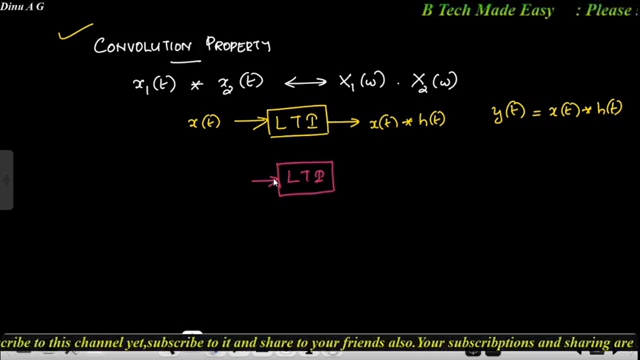 Dinu A G
B Tech Made Easy : Please
CONVOLUTION PROPERTY
x₁(t) * x₂(t) ⟷ X₁(ω) . X₂(ω)
x(t) → LTI → x(t) * h(t)
y(t) = x(t) * h(t)
→ LTI
cribe to this channel yet,subscribe to it and share to your friends also.Your subscribptions and sharing are